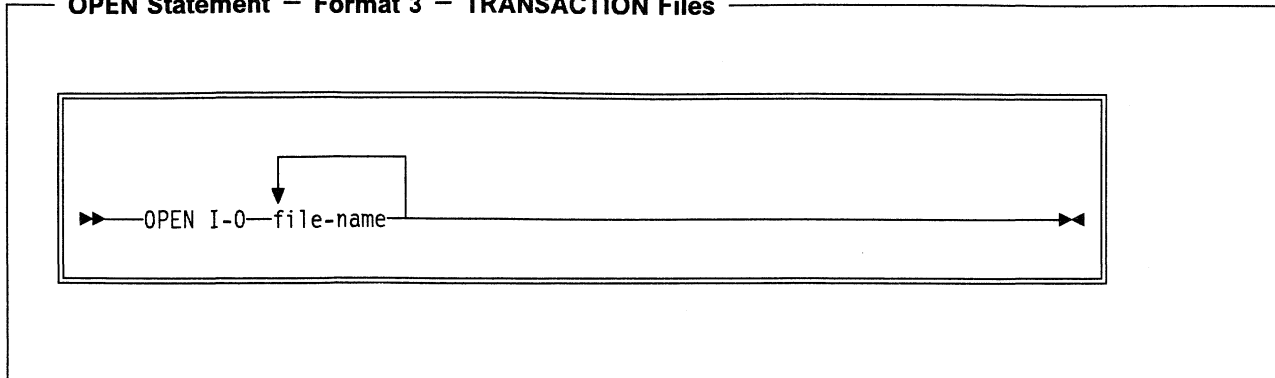 OPEN Statement — Format 3 — TRANSACTION Files
OPEN I-O file-name